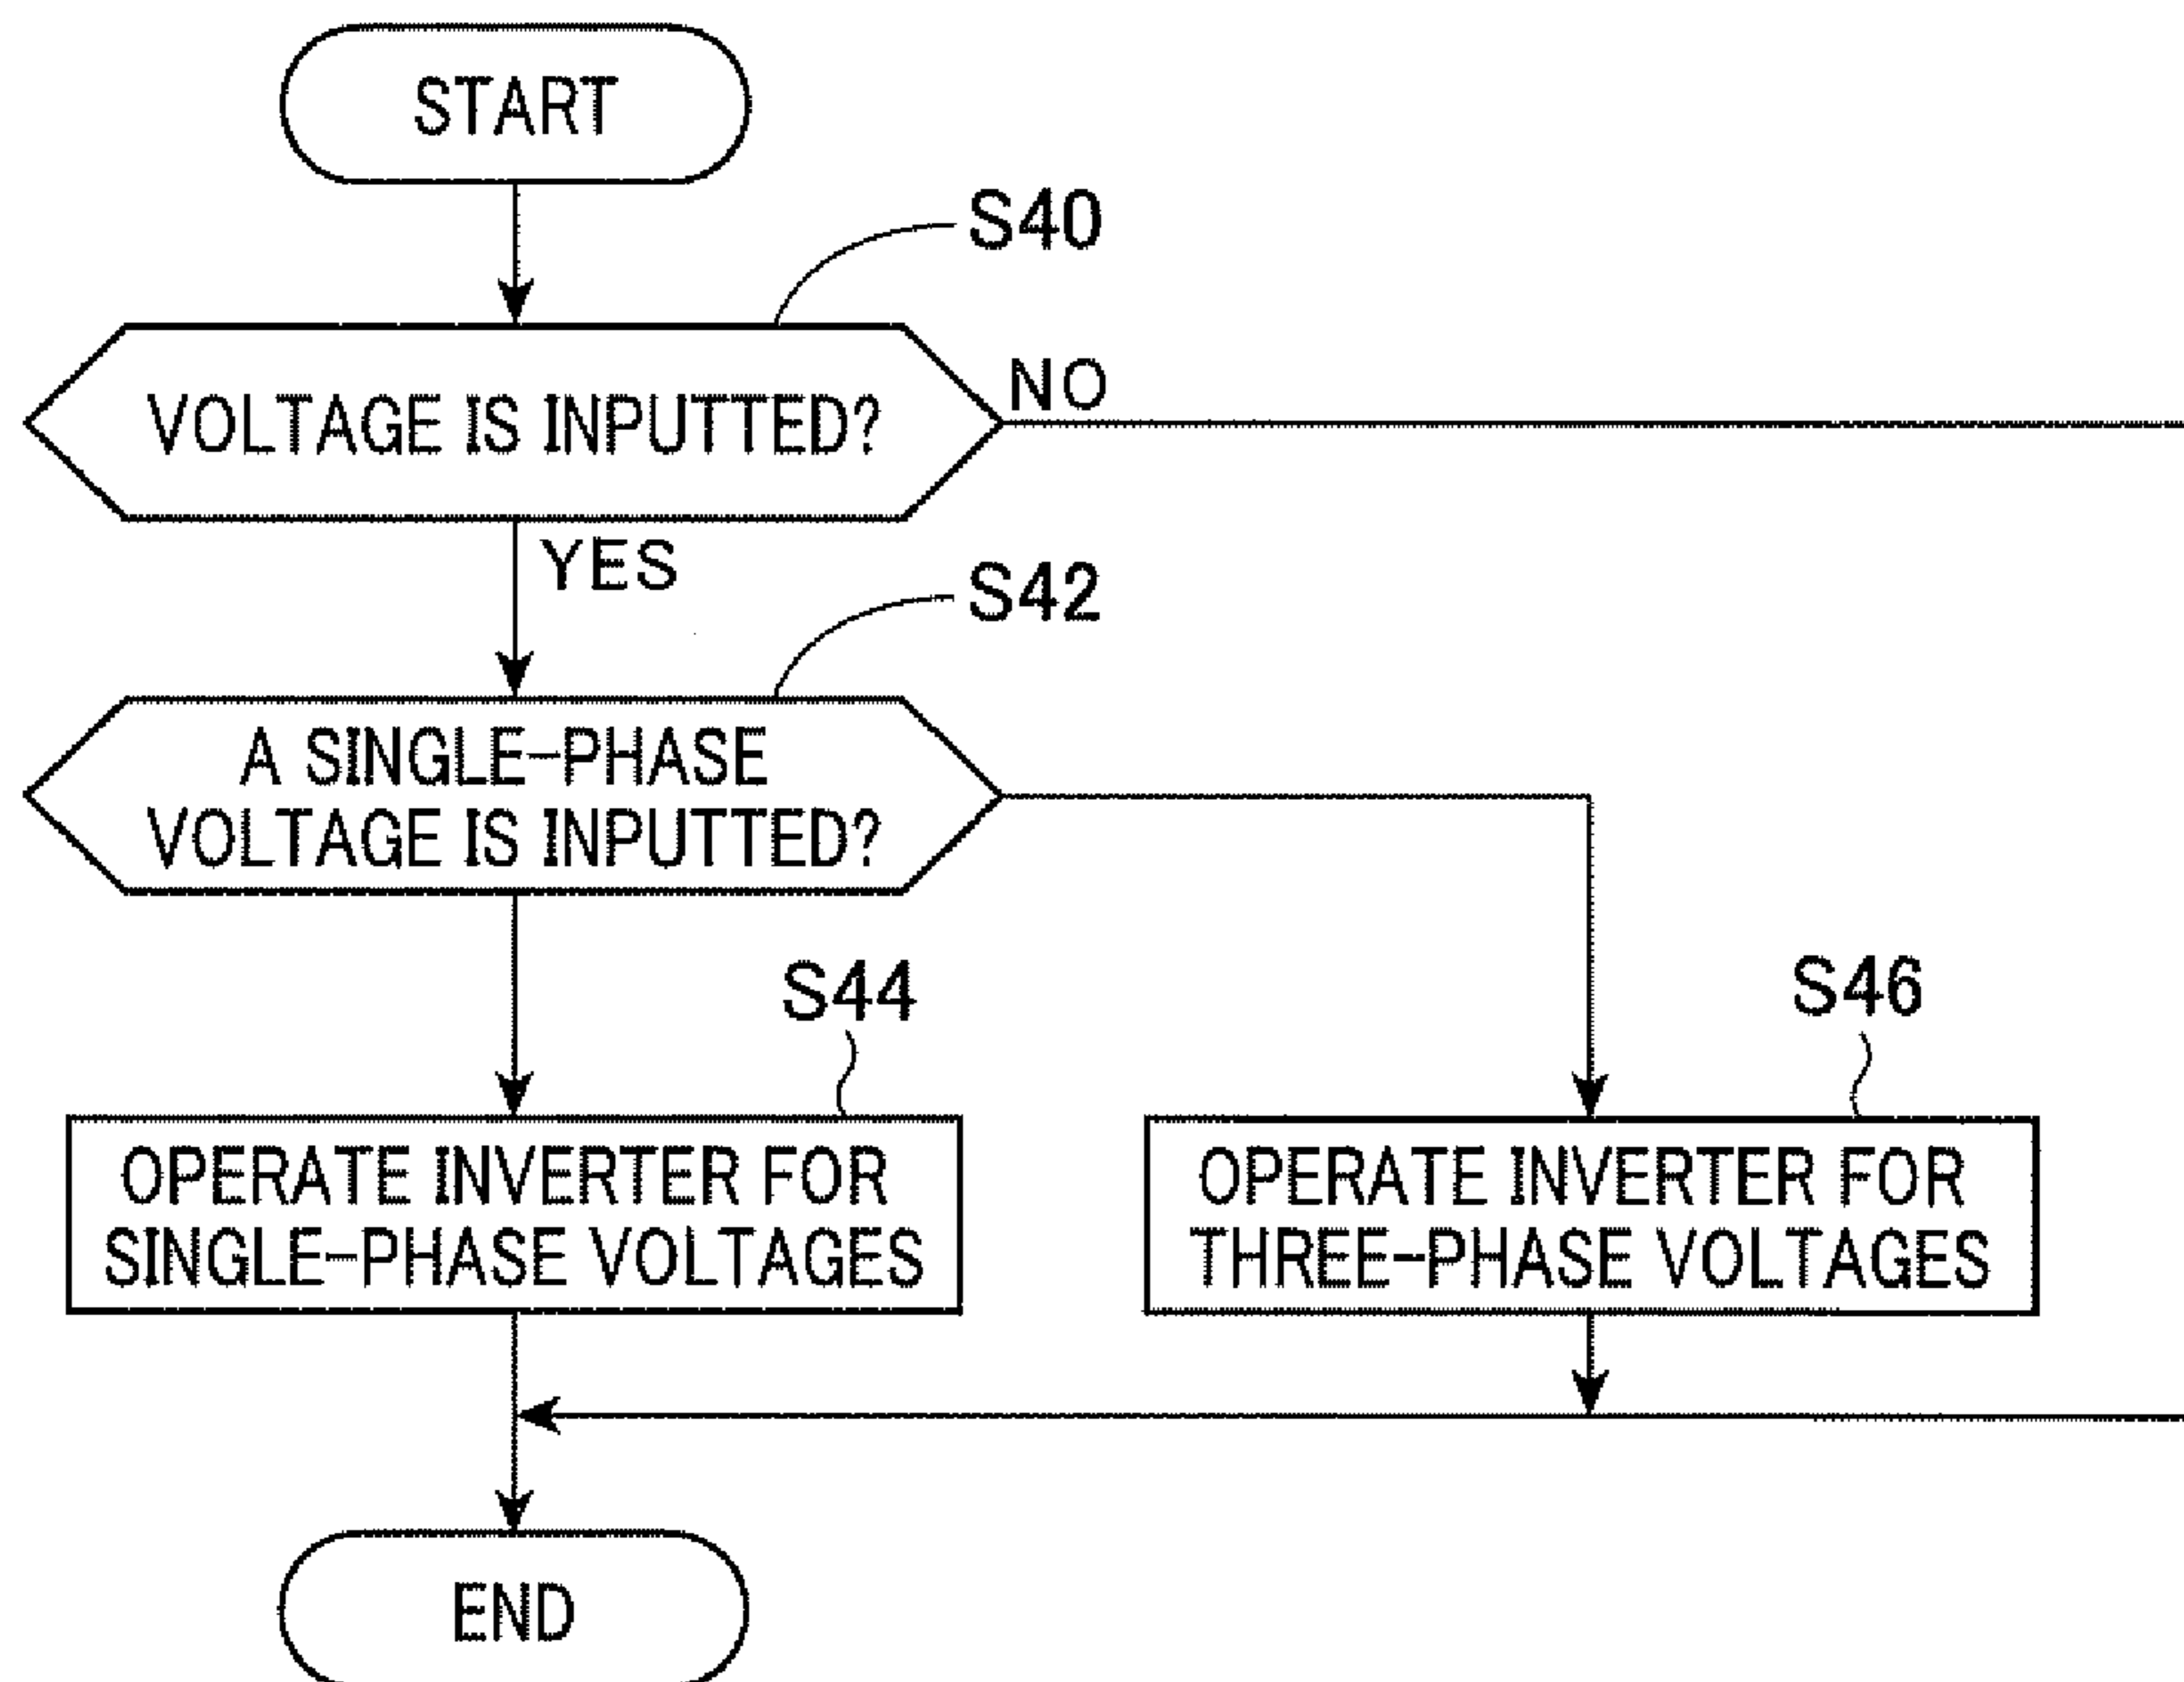 START
S40
VOLTAGE IS INPUTTED?
NO
YES
S42
A SINGLE-PHASE
VOLTAGE IS INPUTTED?
S44
S46
OPERATE INVERTER FOR
SINGLE-PHASE VOLTAGES
OPERATE INVERTER FOR
THREE-PHASE VOLTAGES
END